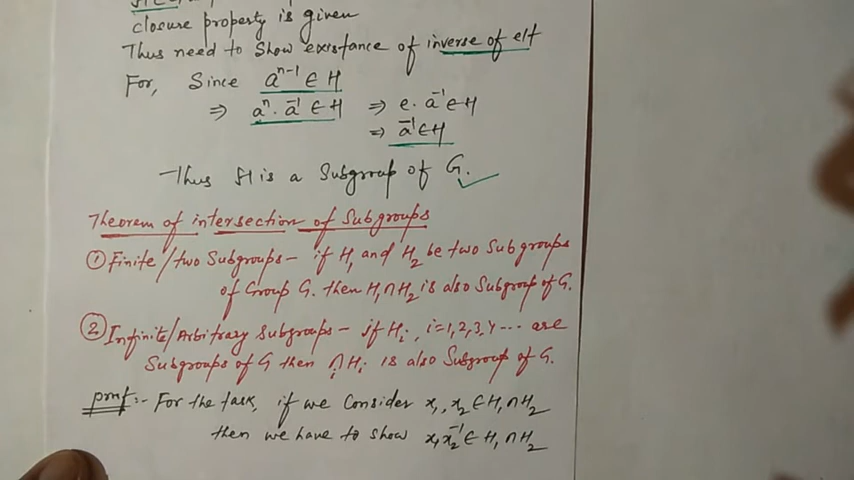 closure property is given
Thus need to show existance of inverse of elt
For, Since a^{n-1} ∈ H
⇒ a^n · a^{-1} ∈ H ⇒ e · a^{-1} ∈ H
⇒ a^{-1} ∈ H
Thus H is a Subgroup of G. ✓
Theorem of intersection of Subgroups
① Finite/two Subgroups – if H₁ and H₂ be two Subgroups
of Group G. then H₁∩H₂ is also Subgroup of G.
② Infinite/Arbitrary Subgroups – if Hᵢ, i=1,2,3,4 ... are
Subgroups of G then ∩ᵢHᵢ is also Subgroup of G.
proof:- For the task, if we Consider x₁, x₂ ∈ H₁∩H₂
then we have to show x₁x₂^{-1} ∈ H₁∩H₂